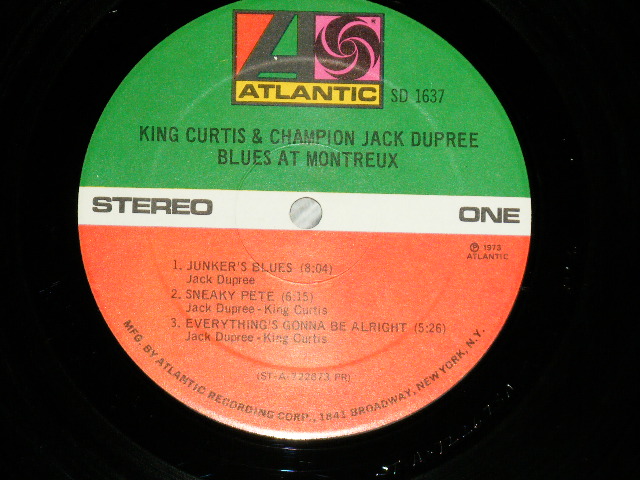 ATLANTIC
SD 1637
KING CURTIS & CHAMPION JACK DUPREE
BLUES AT MONTREUX
STEREO
ONE
℗ 1973
ATLANTIC
1. JUNKER'S BLUES (8:04)
Jack Dupree
2. SNEAKY PETE (6:15)
Jack Dupree - King Curtis
3. EVERYTHING'S GONNA BE ALRIGHT (5:26)
Jack Dupree - King Curtis
(ST-A-722873 PR)
MFG. BY ATLANTIC RECORDING CORP., 1841 BROADWAY, NEW YORK, N.Y.